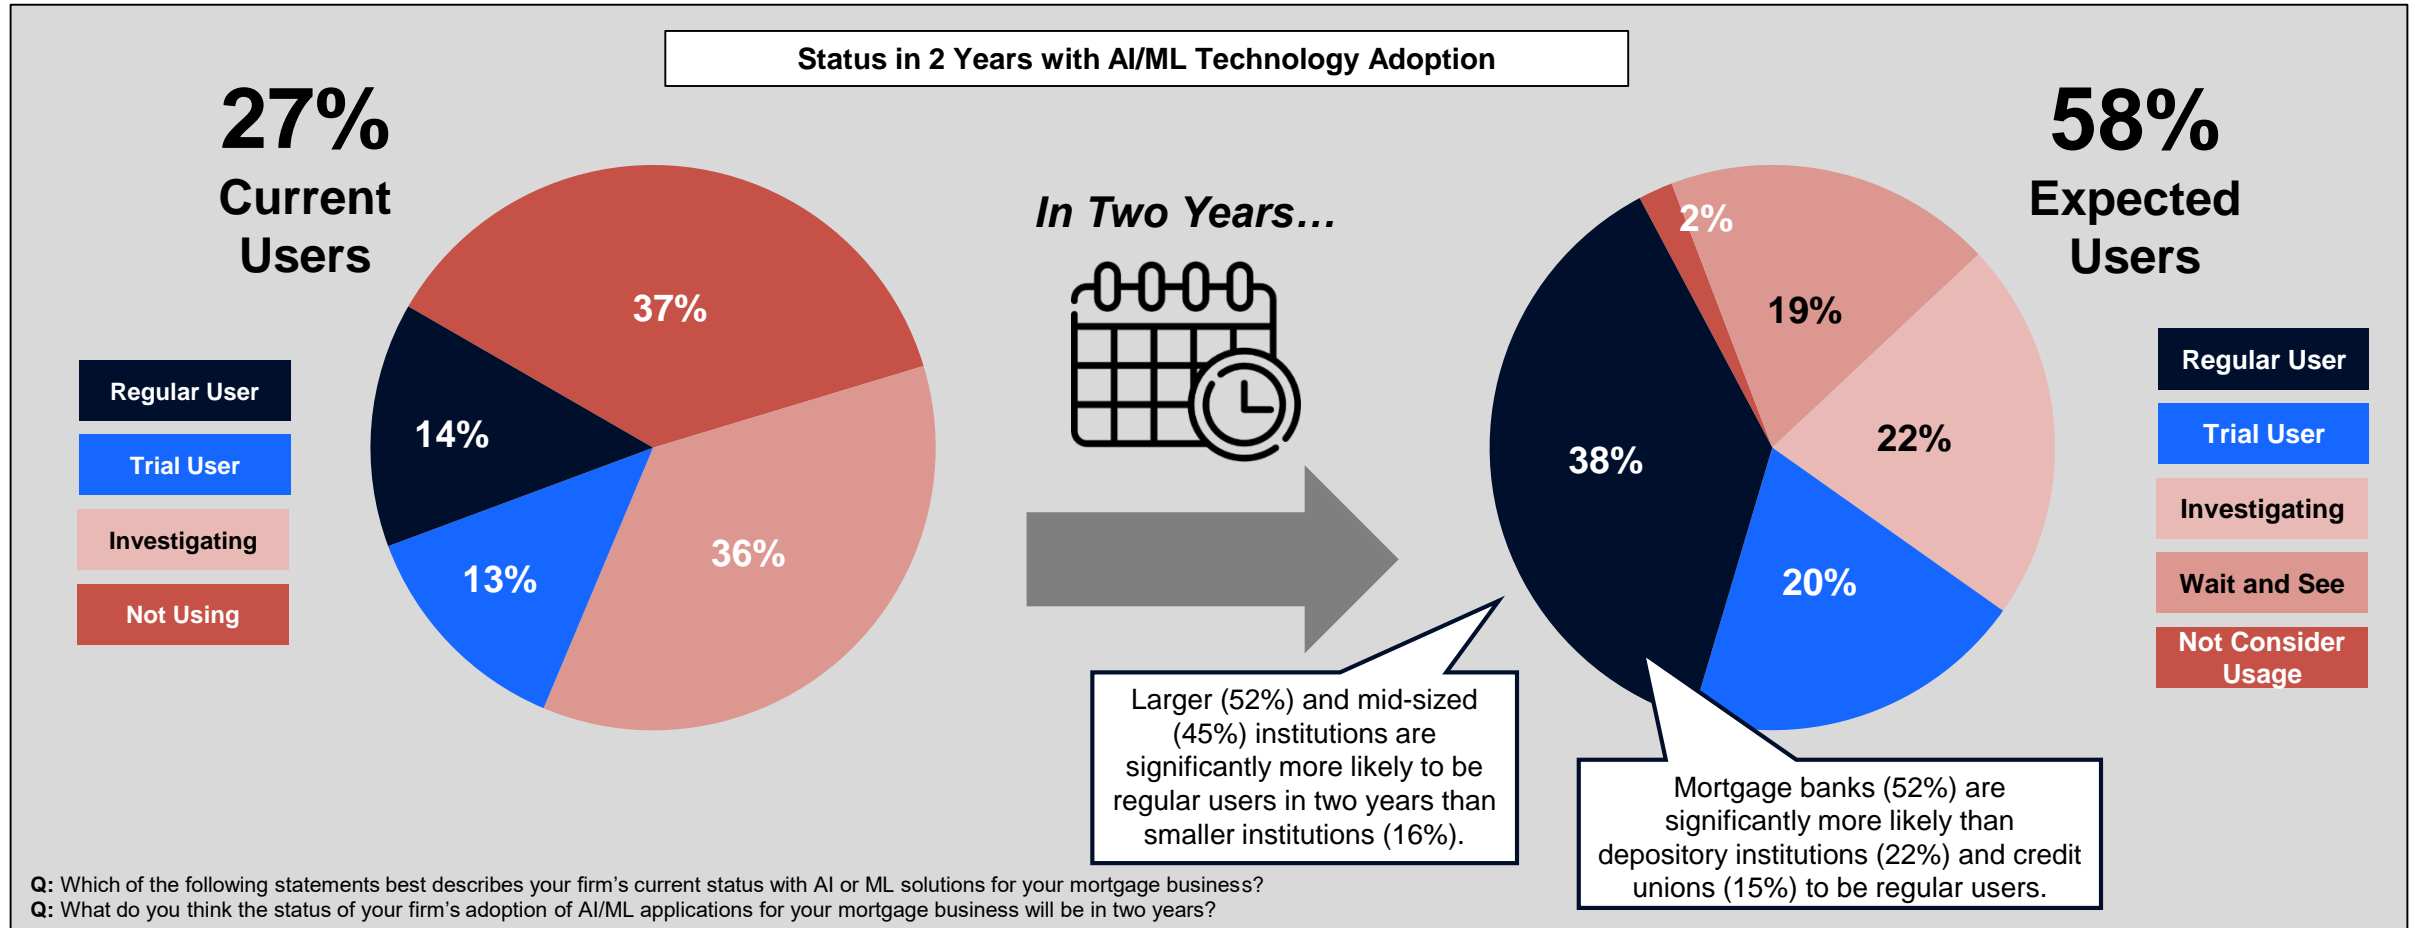 Status in 2 Years with AI/ML Technology Adoption
27%
Current
Users
Regular User
Trial User
Investigating
Not Using
37%
14%
13%
36%
In Two Years…
58%
Expected
Users
2%
19%
22%
38%
20%
Regular User
Trial User
Investigating
Wait and See
Not Consider
Usage
Larger (52%) and mid-sized
(45%) institutions are
significantly more likely to be
regular users in two years than
smaller institutions (16%).
Mortgage banks (52%) are
significantly more likely than
depository institutions (22%) and credit
unions (15%) to be regular users.
Q: Which of the following statements best describes your firm’s current status with AI or ML solutions for your mortgage business?
Q: What do you think the status of your firm’s adoption of AI/ML applications for your mortgage business will be in two years?